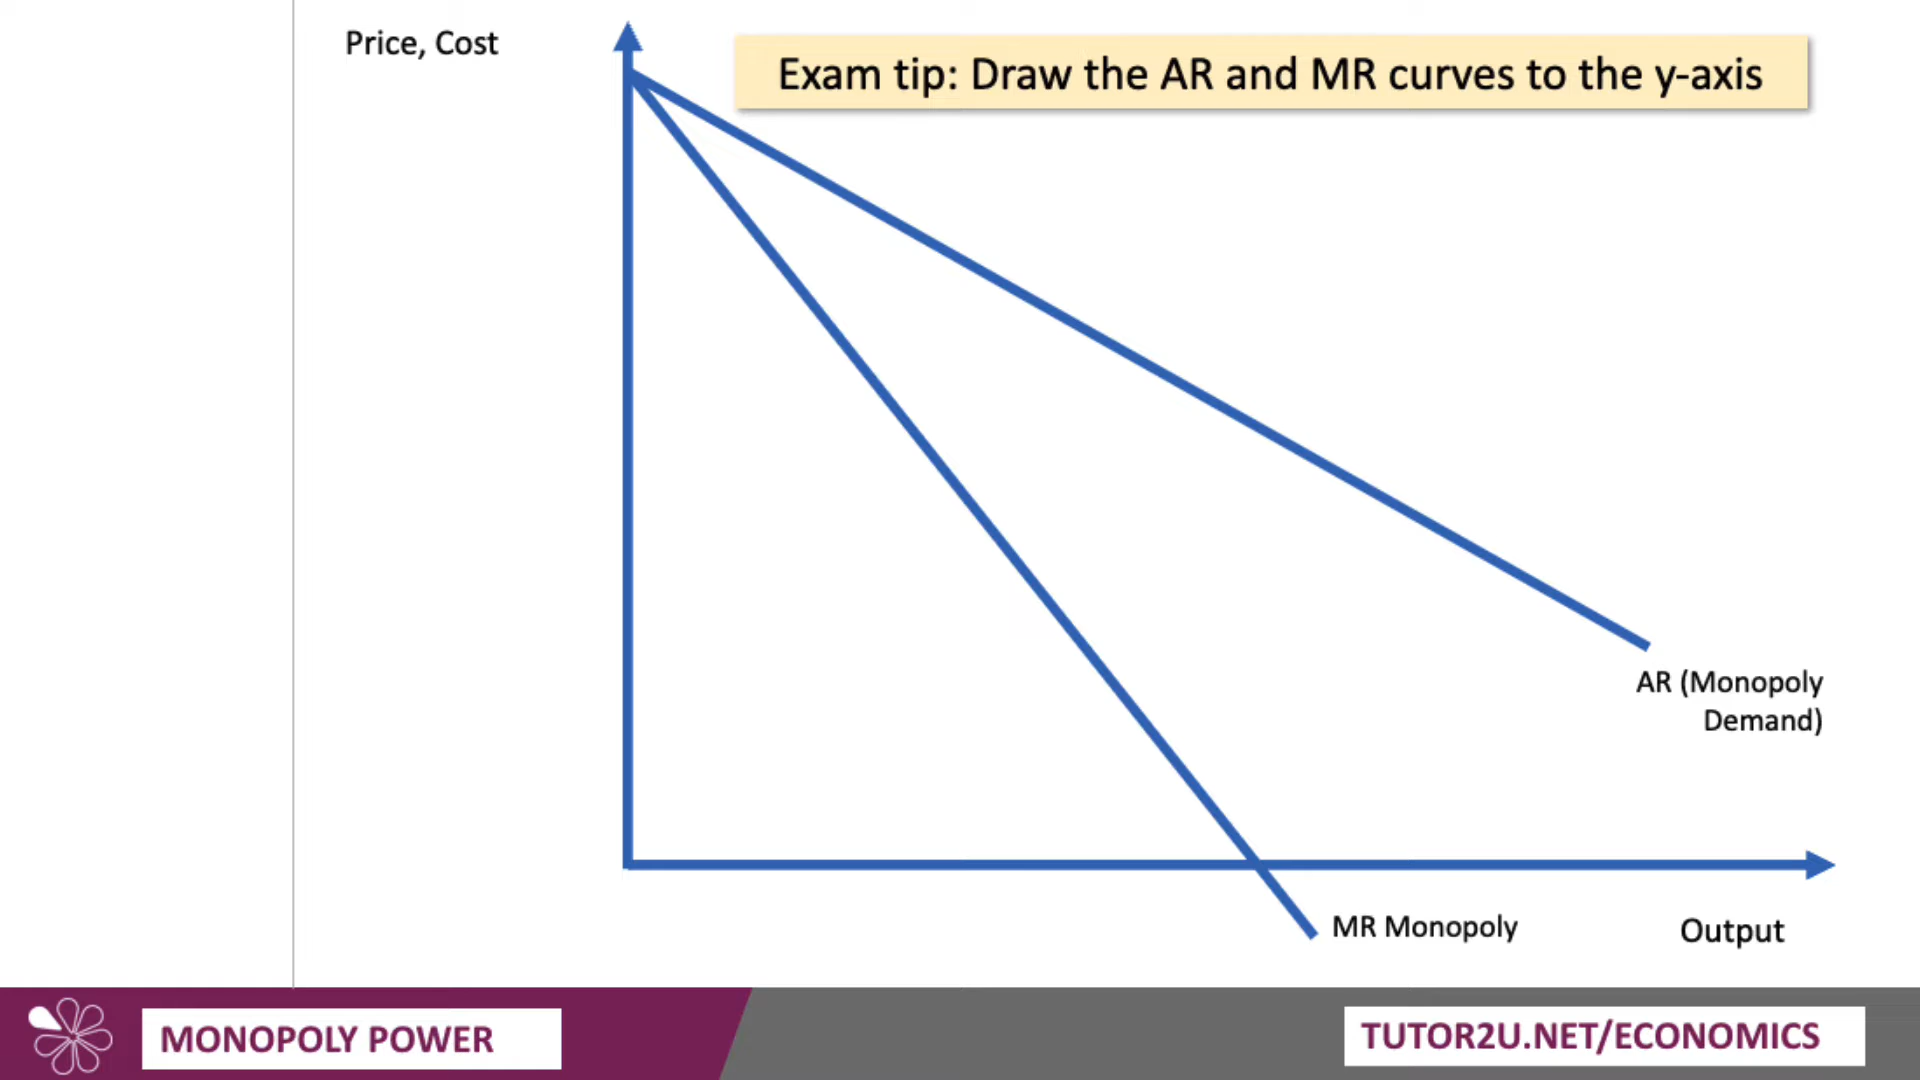 Price, Cost
Exam tip: Draw the AR and MR curves to the y-axis
AR (Monopoly
Demand)
MR Monopoly
Output
MONOPOLY POWER
TUTOR2U.NET/ECONOMICS